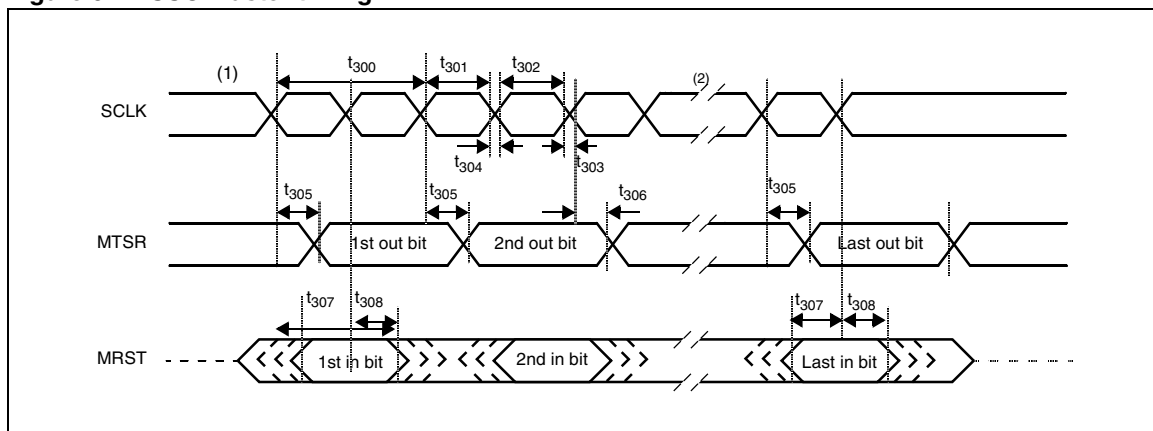 (1)
t300
t301
t302
(2)
SCLK
t304
t303
t305
t305
t306
t305
MTSR
1st out bit
2nd out bit
Last out bit
t307
t308
t307
t308
MRST
1st in bit
2nd in bit
Last in bit